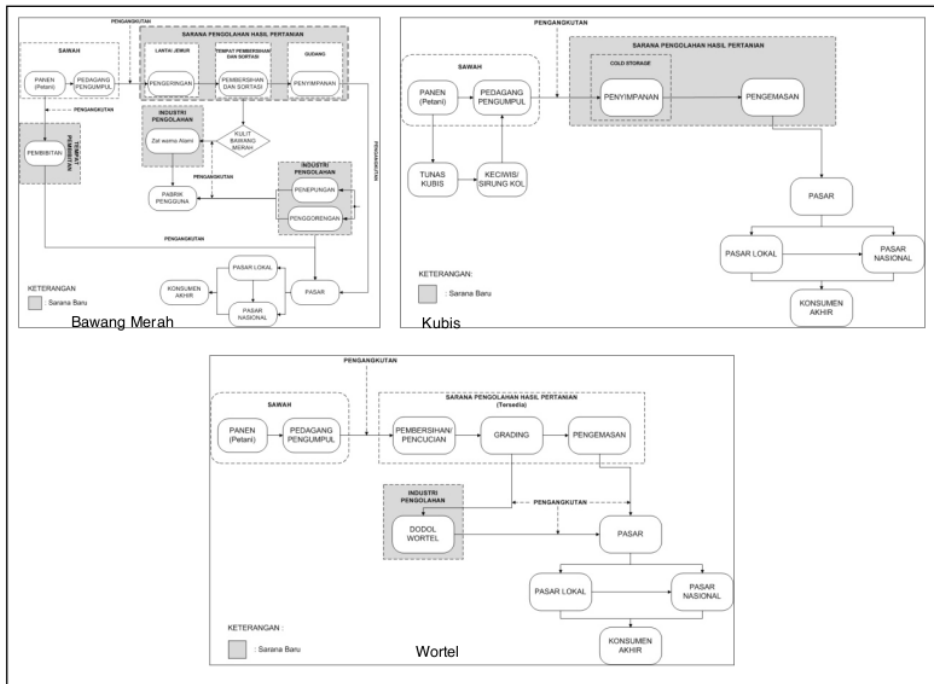 PENGANGKUTAN
SARANA PENGOLAHAN HASIL PERTANIAN
SAWAH
LANTAI JEMUR
TEMPAT PEMBERSIHAN
DAN SORTASI
GUDANG
PANEN
(Petani)
PEDAGANG
PENGUMPUL
PENGERINGAN
PEMBERSIHAN
DAN SORTASI
PENYIMPANAN
PENGANGKUTAN
INDUSTRI
PENGOLAHAN
Zat warna Alami
KULIT
BAWANG
MERAH
PEMBIBITAN
TEMPAT
PEMBIBITAN
PENGANGKUTAN
INDUSTRI
PENGOLAHAN
PENGANGKUTAN
PABRIK
PENGGUNA
PENEPUNGAN
PENGGORENGAN
PENGANGKUTAN
PASAR LOKAL
KONSUMEN
AKHIR
PASAR
PASAR
NASIONAL
KETERANGAN
: Sarana Baru
Bawang Merah
PENGANGKUTAN
SARANA PENGOLAHAN HASIL PERTANIAN
SAWAH
COLD STORAGE
PANEN
(Petani)
PEDAGANG
PENGUMPUL
PENYIMPANAN
PENGEMASAN
TUNAS
KUBIS
KECIWIS/
SIRUNG KOL
PASAR
PASAR LOKAL
PASAR
NASIONAL
KETERANGAN:
: Sarana Baru
KONSUMEN
AKHIR
Kubis
PENGANGKUTAN
SARANA PENGOLAHAN HASIL PERTANIAN
(Tersedia)
SAWAH
PANEN
(Petani)
PEDAGANG
PENGUMPUL
PEMBERSIHAN/
PENCUCIAN
GRADING
PENGEMASAN
INDUSTRI
PENGOLAHAN
PENGANGKUTAN
DODOL
WORTEL
PASAR
PASAR LOKAL
PASAR
NASIONAL
KETERANGAN :
: Sarana Baru
KONSUMEN
AKHIR
Wortel